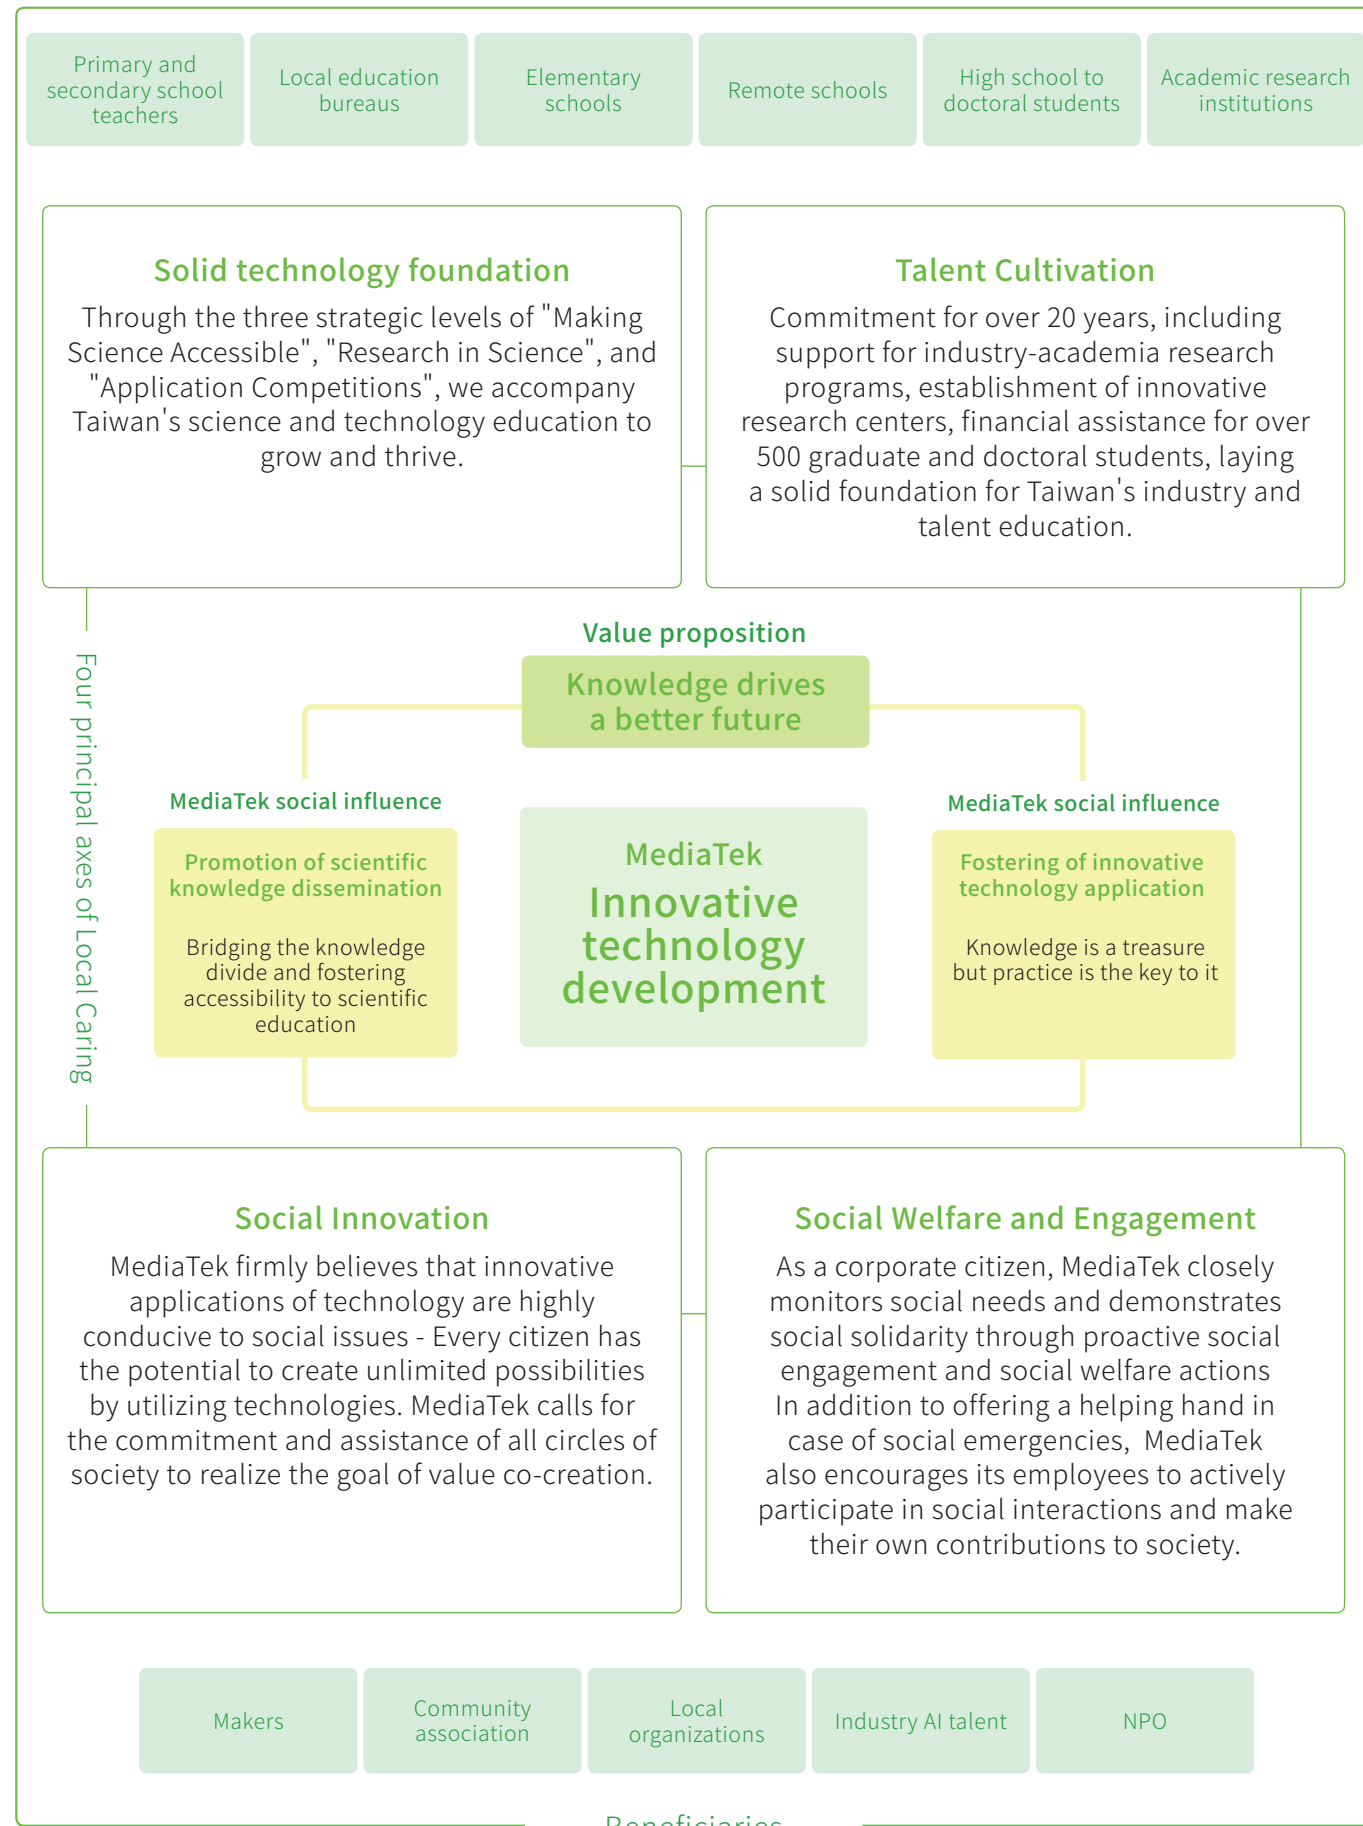 Primary and
secondary school
teachers
Local education
bureaus
Elementary
schools
Remote schools
High school to
doctoral students
Academic research
institutions
Solid technology foundation
Through the three strategic levels of "Making
Science Accessible", "Research in Science", and
"Application Competitions", we accompany
Taiwan's science and technology education to
grow and thrive.
Talent Cultivation
Commitment for over 20 years, including
support for industry-academia research
programs, establishment of innovative
research centers, financial assistance for over
500 graduate and doctoral students, laying
a solid foundation for Taiwan's industry and
talent education.
Four principal axes of Local Caring
Value proposition
Knowledge drives
a better future
MediaTek social influence
Promotion of scientific
knowledge dissemination
Bridging the knowledge
divide and fostering
accessibility to scientific
education
MediaTek
Innovative
technology
development
MediaTek social influence
Fostering of innovative
technology application
Knowledge is a treasure
but practice is the key to it
Social Innovation
MediaTek firmly believes that innovative
applications of technology are highly
conducive to social issues - Every citizen has
the potential to create unlimited possibilities
by utilizing technologies. MediaTek calls for
the commitment and assistance of all circles of
society to realize the goal of value co-creation.
Social Welfare and Engagement
As a corporate citizen, MediaTek closely
monitors social needs and demonstrates
social solidarity through proactive social
engagement and social welfare actions
In addition to offering a helping hand in
case of social emergencies, MediaTek
also encourages its employees to actively
participate in social interactions and make
their own contributions to society.
Makers
Community
association
Local
organizations
Industry AI talent
NPO
Beneficiaries